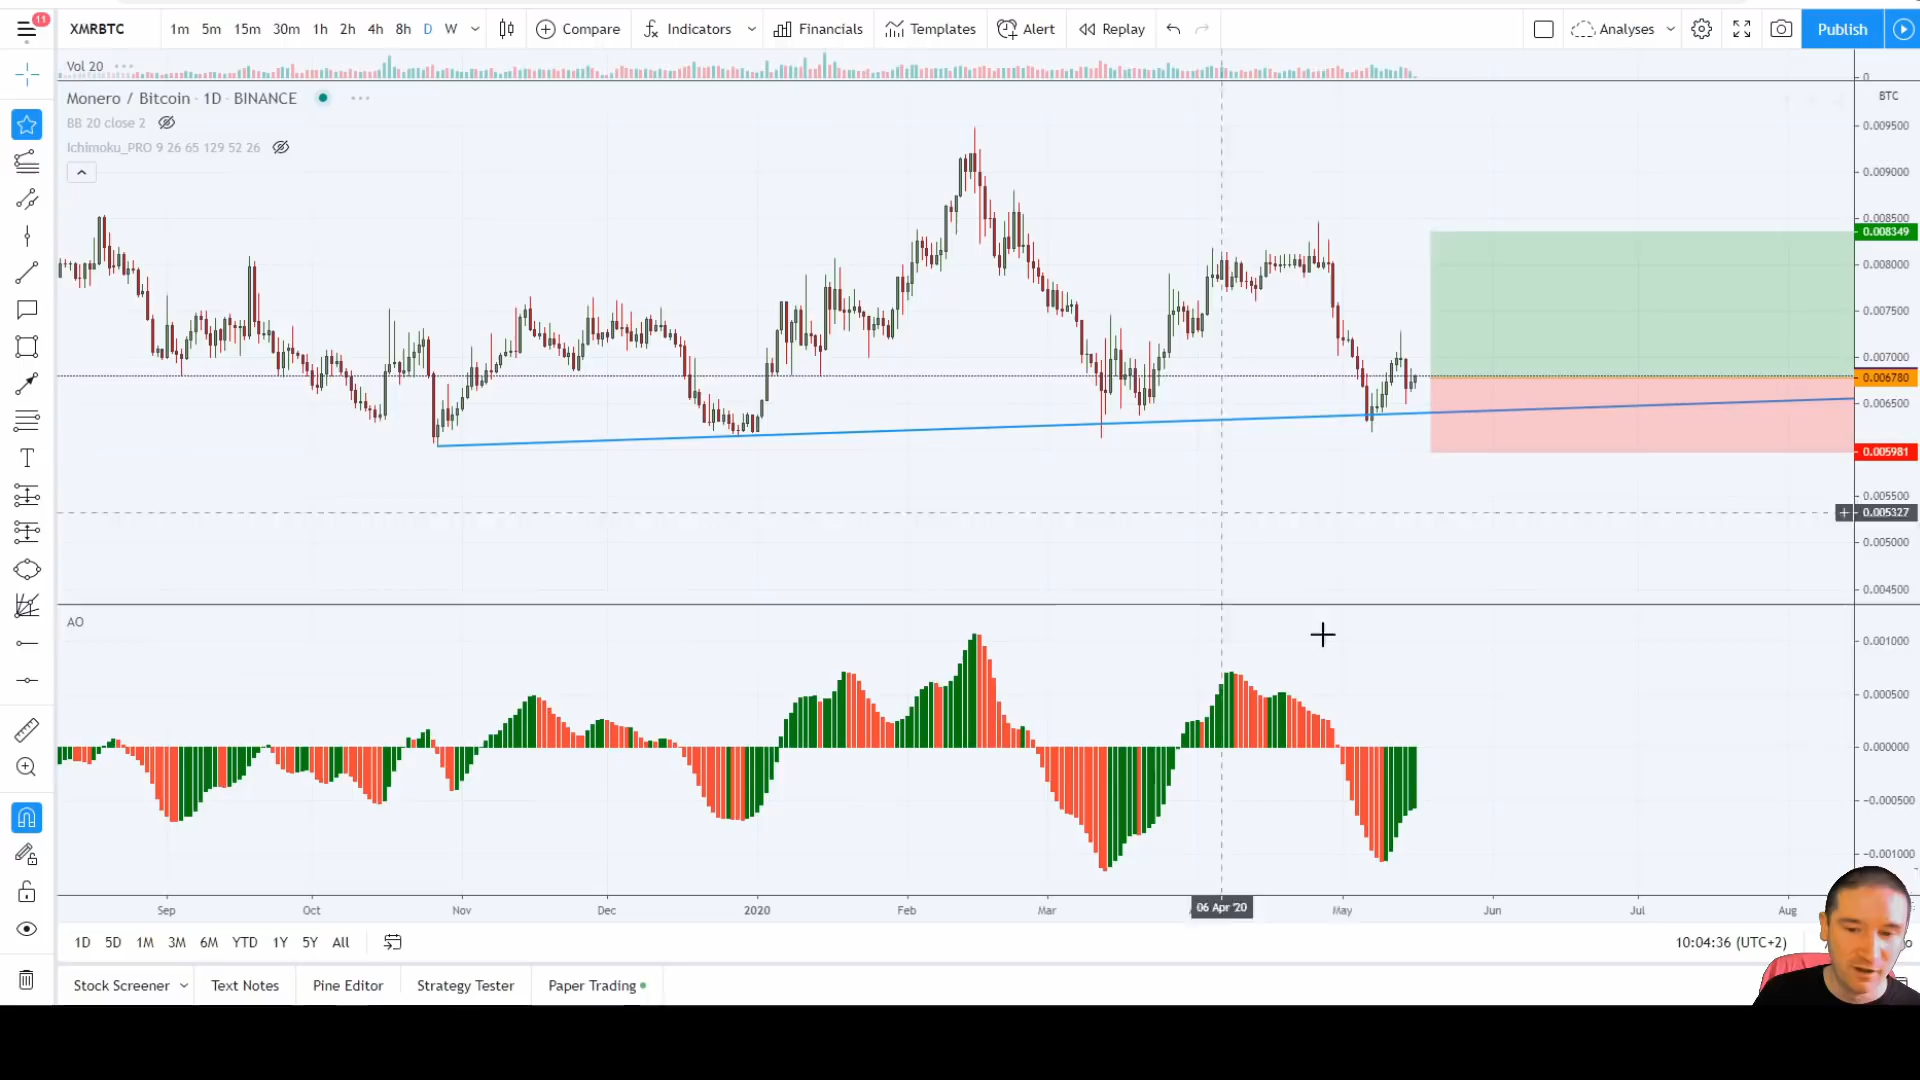 11
XMRBTC 1m 5m 15m 30m 1h 2h 4h 8h D W Compare Indicators Financials Templates Alert Replay Analyses Publish
Vol 20
0
Monero / Bitcoin · 1D · BINANCE
BTC
BB 20 close 2
Ichimoku_PRO 9 26 65 129 52 26
0.009500
0.009000
0.008500
0.008349
0.008000
0.007500
0.007000
0.006780
0.006500
0.005981
0.005500
0.005327
0.005000
0.004500
AO
0.001000
0.000500
0.000000
-0.000500
-0.001000
Sep Oct Nov Dec 2020 Feb Mar 06 Apr '20 May Jun Jul Aug
1D 5D 1M 3M 6M YTD 1Y 5Y All 10:04:36 (UTC+2)
Stock Screener Text Notes Pine Editor Strategy Tester Paper Trading